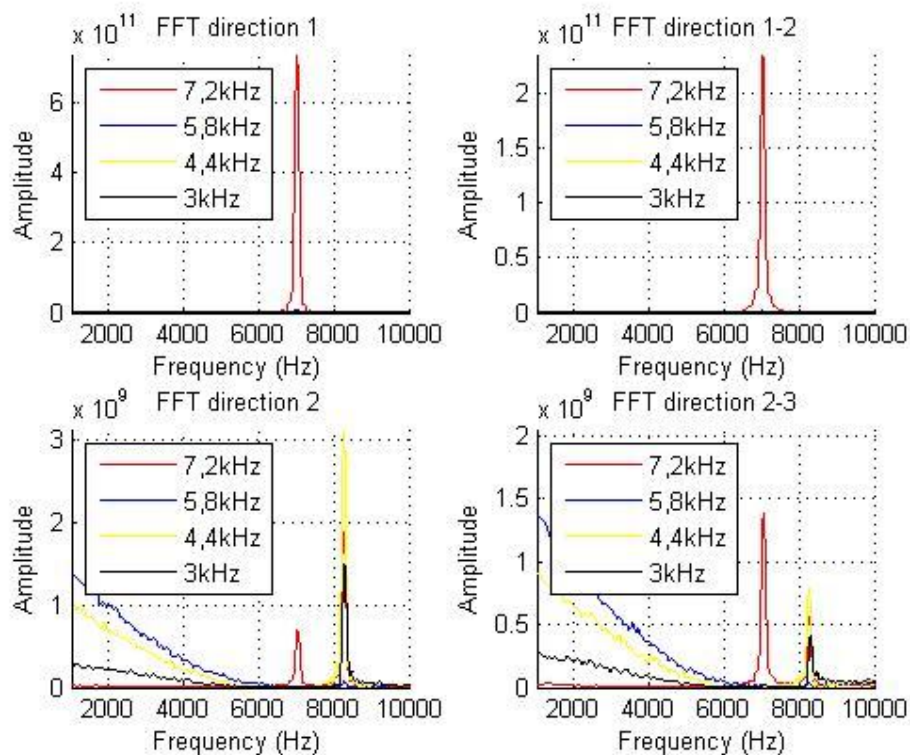 x 10^11 FFT direction 1
6
4
2
0
Amplitude
7,2kHz
5,8kHz
4,4kHz
3kHz
2000 4000 6000 8000 10000
Frequency (Hz)
x 10^11 FFT direction 1-2
2
1.5
1
0.5
0
Amplitude
7,2kHz
5,8kHz
4,4kHz
3kHz
2000 4000 6000 8000 10000
Frequency (Hz)
x 10^9 FFT direction 2
3
2
1
0
Amplitude
7,2kHz
5,8kHz
4,4kHz
3kHz
2000 4000 6000 8000 10000
Frequency (Hz)
x 10^9 FFT direction 2-3
2
1.5
1
0.5
0
Amplitude
7,2kHz
5,8kHz
4,4kHz
3kHz
2000 4000 6000 8000 10000
Frequency (Hz)